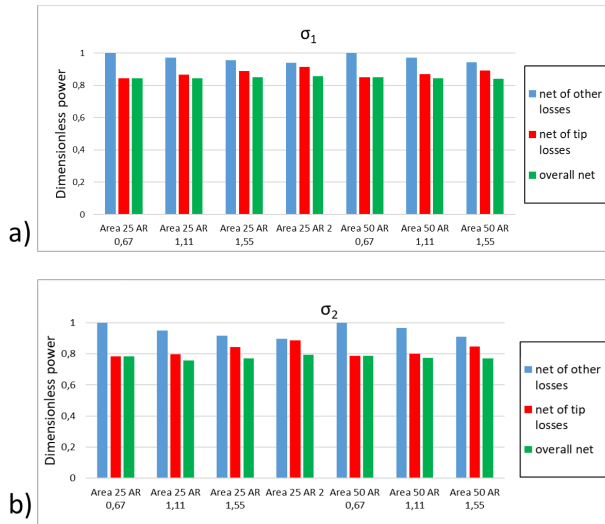 a)
σ1
Dimensionless power
1
0,8
0,6
0,4
0,2
0
Area 25 AR 0,67
Area 25 AR 1,11
Area 25 AR 1,55
Area 25 AR 2
Area 50 AR 0,67
Area 50 AR 1,11
Area 50 AR 1,55
net of other
losses
net of tip
losses
overall net
b)
σ2
Dimensionless power
1
0,8
0,6
0,4
0,2
0
Area 25 AR 0,67
Area 25 AR 1,11
Area 25 AR 1,55
Area 25 AR 2
Area 50 AR 0,67
Area 50 AR 1,11
Area 50 AR 1,55
net of other
losses
net of tip
losses
overall net